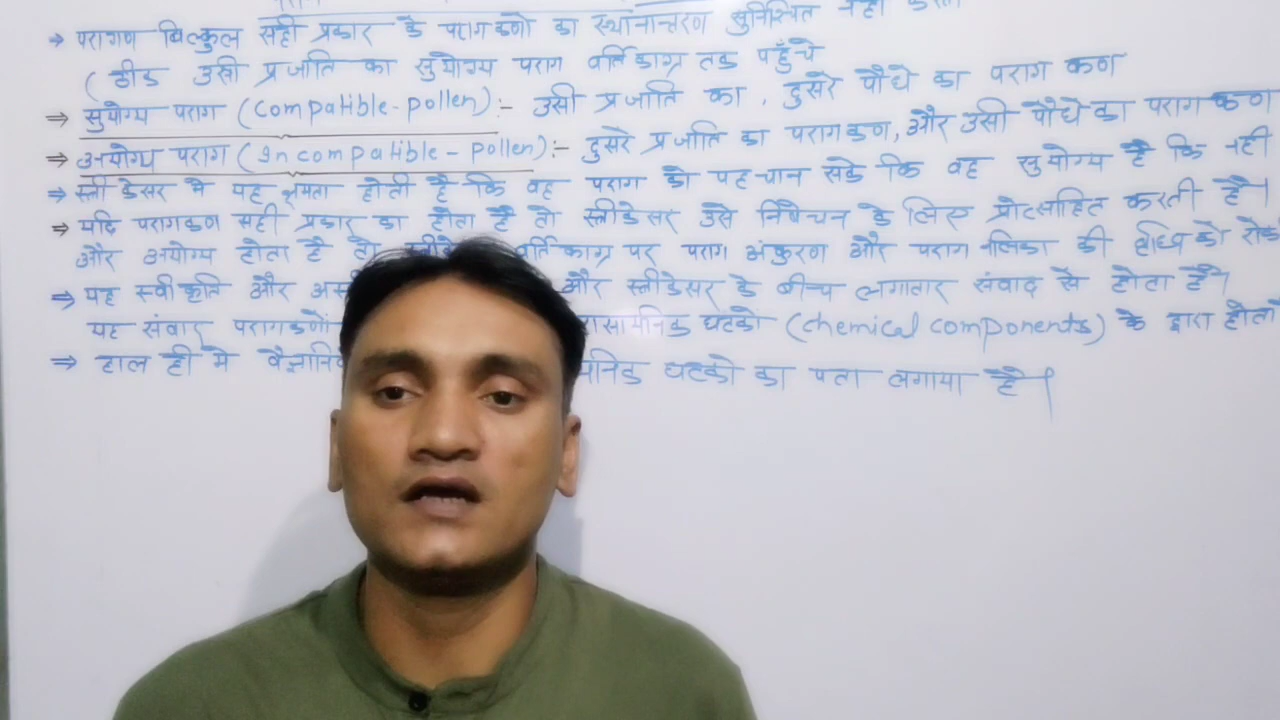 → परागण बिल्कुल सही प्रकार के परागकणो का स्थानान्तरण सुनिश्चित नहीं करता
( ठीक उसी प्रजाति का सुयोग्य पराग वर्तिकाग्र तक पहुँचे
⇒ सुयोग्य पराग (Compatible-pollen) :- उसी प्रजाति का, दुसरे पौधे का पराग कण
⇒ अयोग्य पराग (Incompatible - pollen) :- दुसरे प्रजाति का परागकण, और उसी पौधे का परागकण
→ स्त्रीकेसर मे यह क्षमता होती है कि वह पराग को पहचान सके कि वह सुयोग्य है कि नही
⇒ यदि परागकण सही प्रकार का होता है तो स्त्रीकेसर उसे निषेचन के लिए प्रोत्साहित करती है।
और अयोग्य होता है तो वर्तिकाग्र पर पराग अंकुरण और पराग नलिका की वृध्दि को रोक
⇒ यह स्वीकृति और और स्त्रीकेसर के बीच लगातार संवाद से होता है।
यह संवाद परागकणों रासायनिक घटको (chemical components) के द्वारा होता
⇒ हाल ही मे घटको का पता लगाया है।